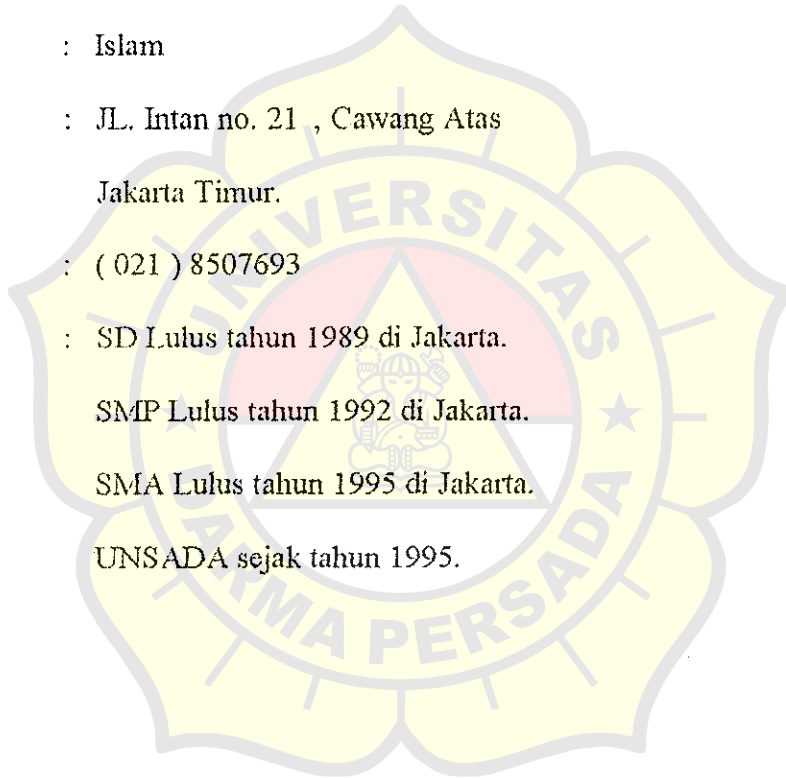 : Islam
: JL. Intan no. 21 , Cawang Atas
Jakarta Timur.
: ( 021 ) 8507693
: SD Lulus tahun 1989 di Jakarta.
SMP Lulus tahun 1992 di Jakarta.
SMA Lulus tahun 1995 di Jakarta.
UNSADA sejak tahun 1995.
UNIVERSITAS
DARMA PERSADA